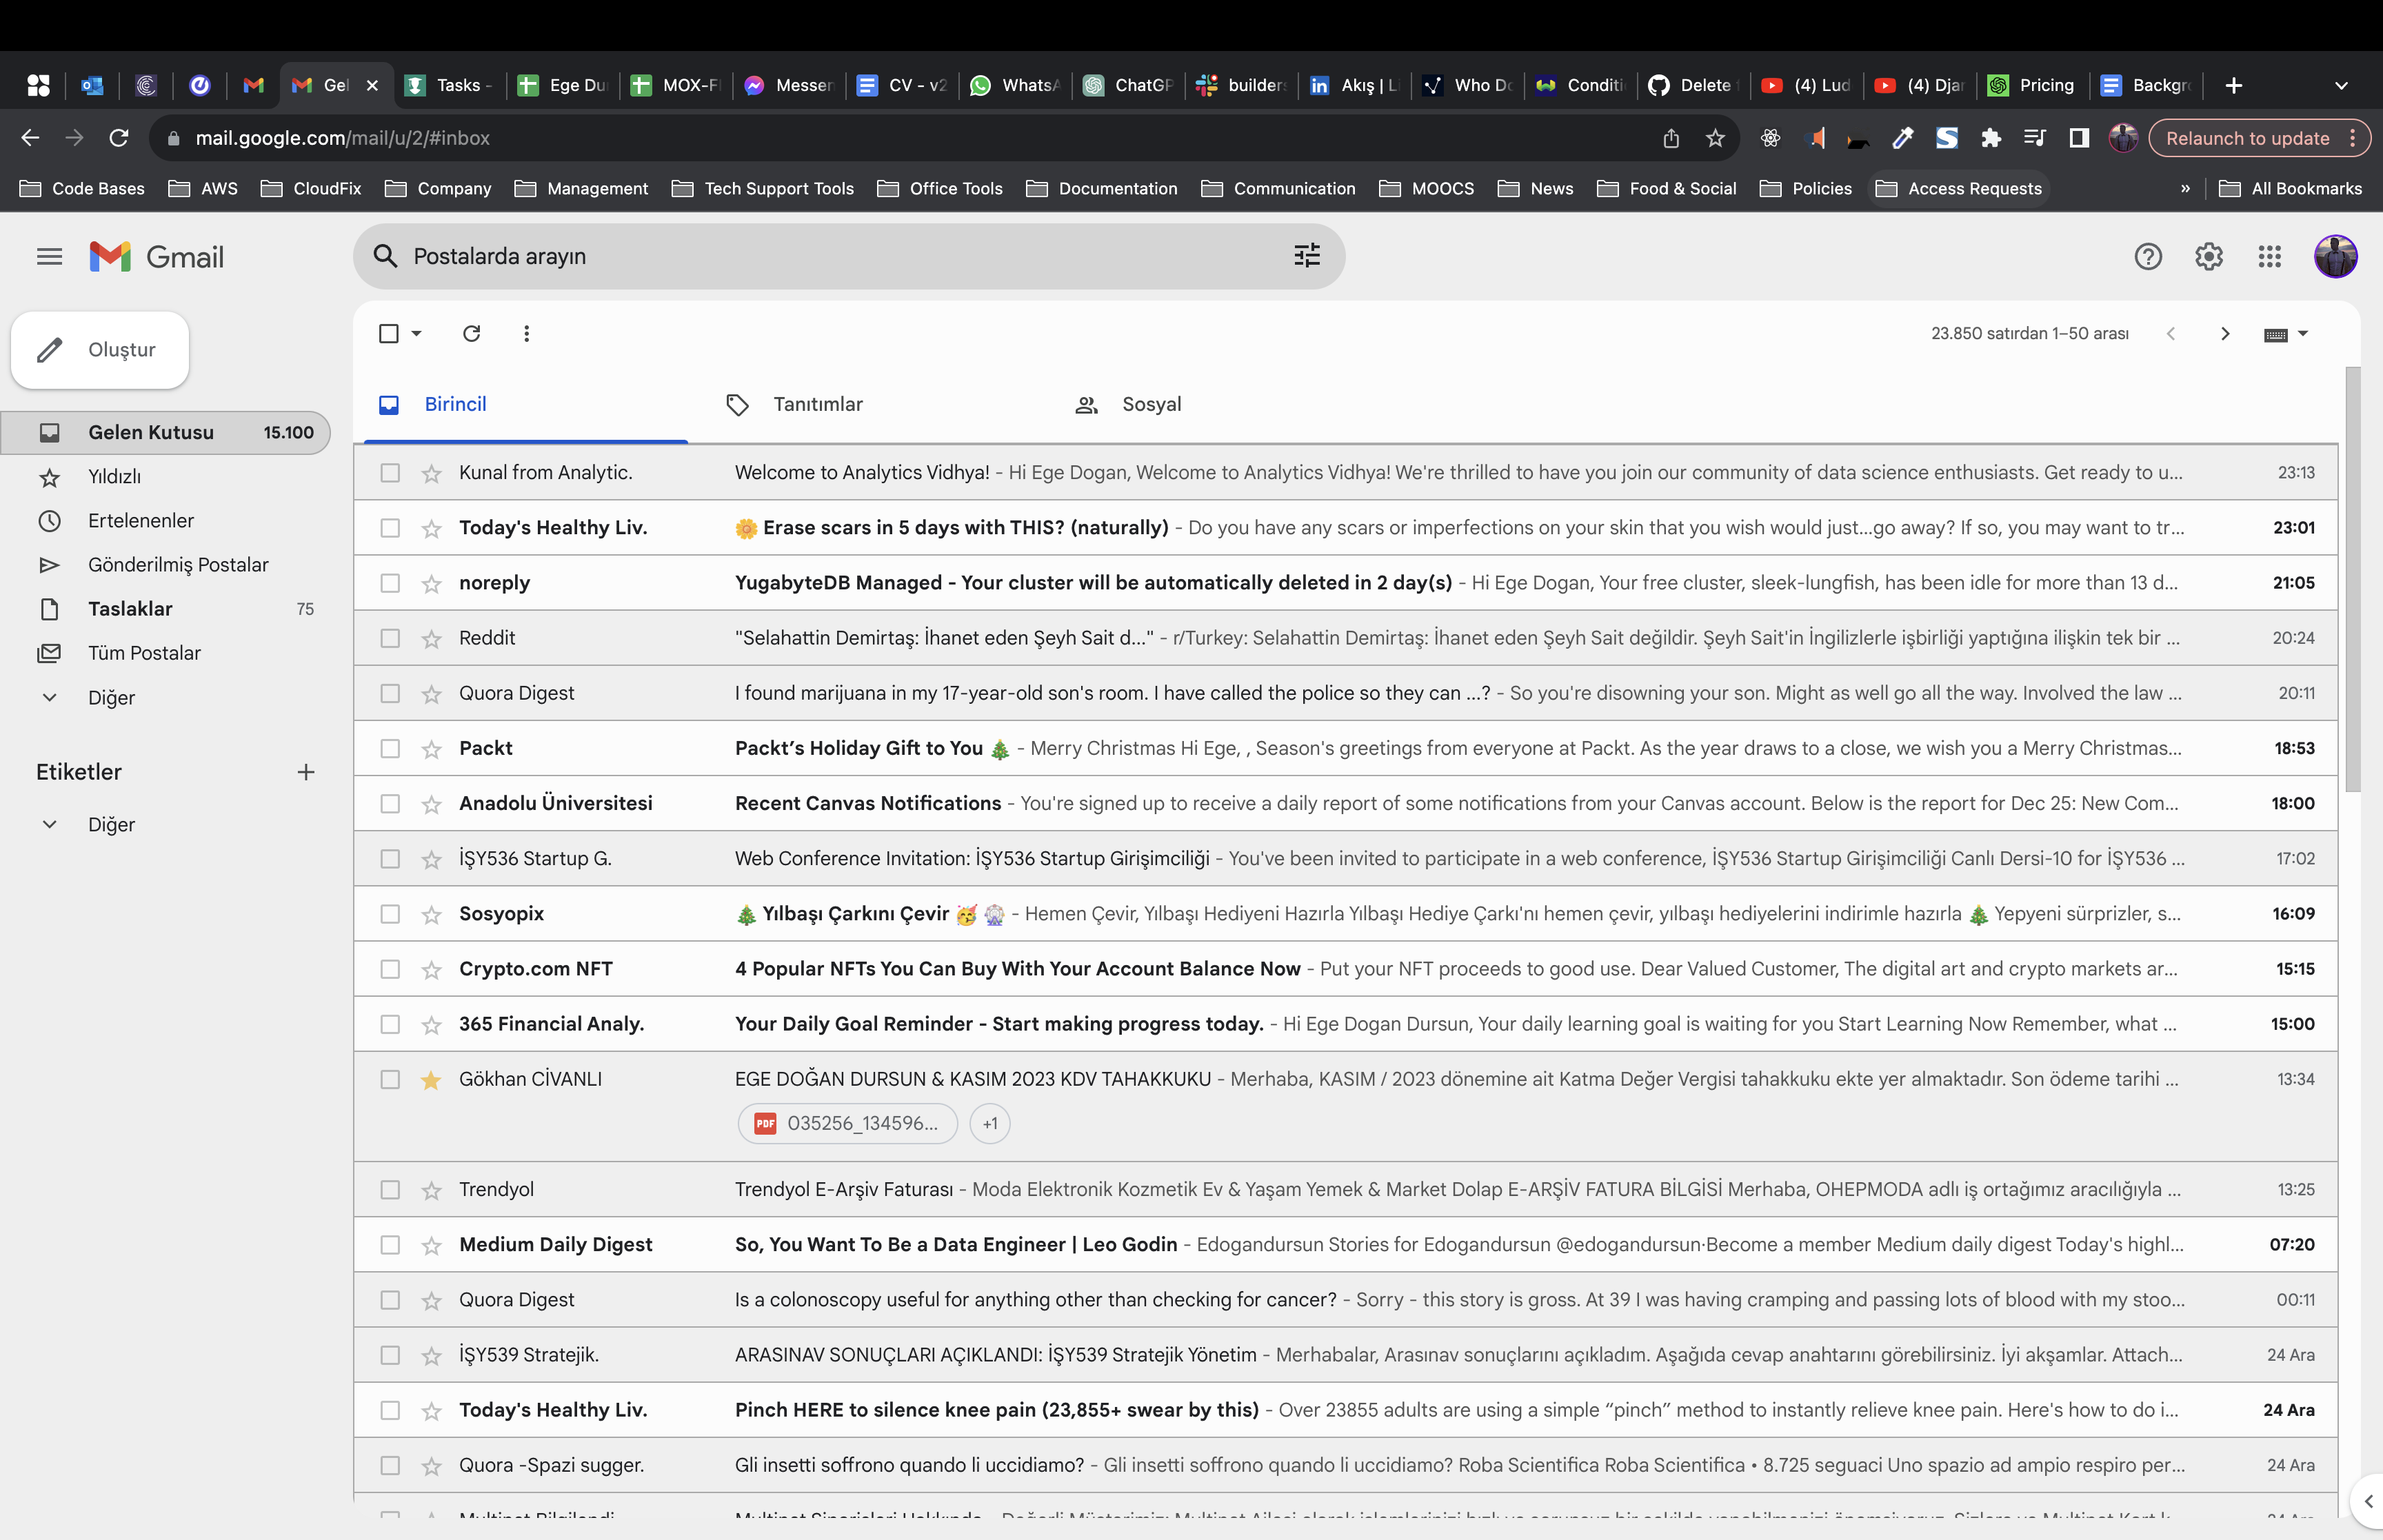 Gel
Tasks -
Ege Du
MOX-F
Messen
CV - v2
WhatsA
ChatGP
builders
Akış | Li
Who Do
Conditi
Delete
(4) Lud
(4) Djan
Pricing
Backgro
mail.google.com/mail/u/2/#inbox
Relaunch to update
Code Bases
AWS
CloudFix
Company
Management
Tech Support Tools
Office Tools
Documentation
Communication
MOOCS
News
Food & Social
Policies
Access Requests
»
All Bookmarks
Gmail
Postalarda arayın
Oluştur
Gelen Kutusu 15.100
Yıldızlı
Ertelenenler
Gönderilmiş Postalar
Taslaklar 75
Tüm Postalar
Diğer
Etiketler
Diğer
23.850 satırdan 1–50 arası
Birincil
Tanıtımlar
Sosyal
Kunal from Analytic. Welcome to Analytics Vidhya! - Hi Ege Dogan, Welcome to Analytics Vidhya! We're thrilled to have you join our community of data science enthusiasts. Get ready to u... 23:13
Today's Healthy Liv. 🌼 Erase scars in 5 days with THIS? (naturally) - Do you have any scars or imperfections on your skin that you wish would just...go away? If so, you may want to tr... 23:01
noreply YugabyteDB Managed - Your cluster will be automatically deleted in 2 day(s) - Hi Ege Dogan, Your free cluster, sleek-lungfish, has been idle for more than 13 d... 21:05
Reddit "Selahattin Demirtaş: İhanet eden Şeyh Sait d..." - r/Turkey: Selahattin Demirtaş: İhanet eden Şeyh Sait değildir. Şeyh Sait'in İngilizlerle işbirliği yaptığına ilişkin tek bir ... 20:24
Quora Digest I found marijuana in my 17-year-old son's room. I have called the police so they can ...? - So you're disowning your son. Might as well go all the way. Involved the law ... 20:11
Packt Packt’s Holiday Gift to You 🎄 - Merry Christmas Hi Ege, , Season's greetings from everyone at Packt. As the year draws to a close, we wish you a Merry Christmas... 18:53
Anadolu Üniversitesi Recent Canvas Notifications - You're signed up to receive a daily report of some notifications from your Canvas account. Below is the report for Dec 25: New Com... 18:00
İŞY536 Startup G. Web Conference Invitation: İŞY536 Startup Girişimciliği - You've been invited to participate in a web conference, İŞY536 Startup Girişimciliği Canlı Dersi-10 for İŞY536 ... 17:02
Sosyopix 🎄 Yılbaşı Çarkını Çevir 🥳 🎡 - Hemen Çevir, Yılbaşı Hediyeni Hazırla Yılbaşı Hediye Çarkı'nı hemen çevir, yılbaşı hediyelerini indirimle hazırla 🎄 Yepyeni sürprizler, s... 16:09
Crypto.com NFT 4 Popular NFTs You Can Buy With Your Account Balance Now - Put your NFT proceeds to good use. Dear Valued Customer, The digital art and crypto markets ar... 15:15
365 Financial Analy. Your Daily Goal Reminder - Start making progress today. - Hi Ege Dogan Dursun, Your daily learning goal is waiting for you Start Learning Now Remember, what ... 15:00
Gökhan CİVANLI EGE DOĞAN DURSUN & KASIM 2023 KDV TAHAKKUKU - Merhaba, KASIM / 2023 dönemine ait Katma Değer Vergisi tahakkuku ekte yer almaktadır. Son ödeme tarihi ... 13:34
PDF 035256_134596... +1
Trendyol Trendyol E-Arşiv Faturası - Moda Elektronik Kozmetik Ev & Yaşam Yemek & Market Dolap E-ARŞİV FATURA BİLGİSİ Merhaba, OHEPMODA adlı iş ortağımız aracılığıyla ... 13:25
Medium Daily Digest So, You Want To Be a Data Engineer | Leo Godin - Edogandursun Stories for Edogandursun @edogandursun·Become a member Medium daily digest Today's highl... 07:20
Quora Digest Is a colonoscopy useful for anything other than checking for cancer? - Sorry - this story is gross. At 39 I was having cramping and passing lots of blood with my stoo... 00:11
İŞY539 Stratejik. ARASINAV SONUÇLARI AÇIKLANDI: İŞY539 Stratejik Yönetim - Merhabalar, Arasınav sonuçlarını açıkladım. Aşağıda cevap anahtarını görebilirsiniz. İyi akşamlar. Attach... 24 Ara
Today's Healthy Liv. Pinch HERE to silence knee pain (23,855+ swear by this) - Over 23855 adults are using a simple “pinch” method to instantly relieve knee pain. Here's how to do i... 24 Ara
Quora -Spazi sugger. Gli insetti soffrono quando li uccidiamo? - Gli insetti soffrono quando li uccidiamo? Roba Scientifica Roba Scientifica • 8.725 seguaci Uno spazio ad ampio respiro per... 24 Ara